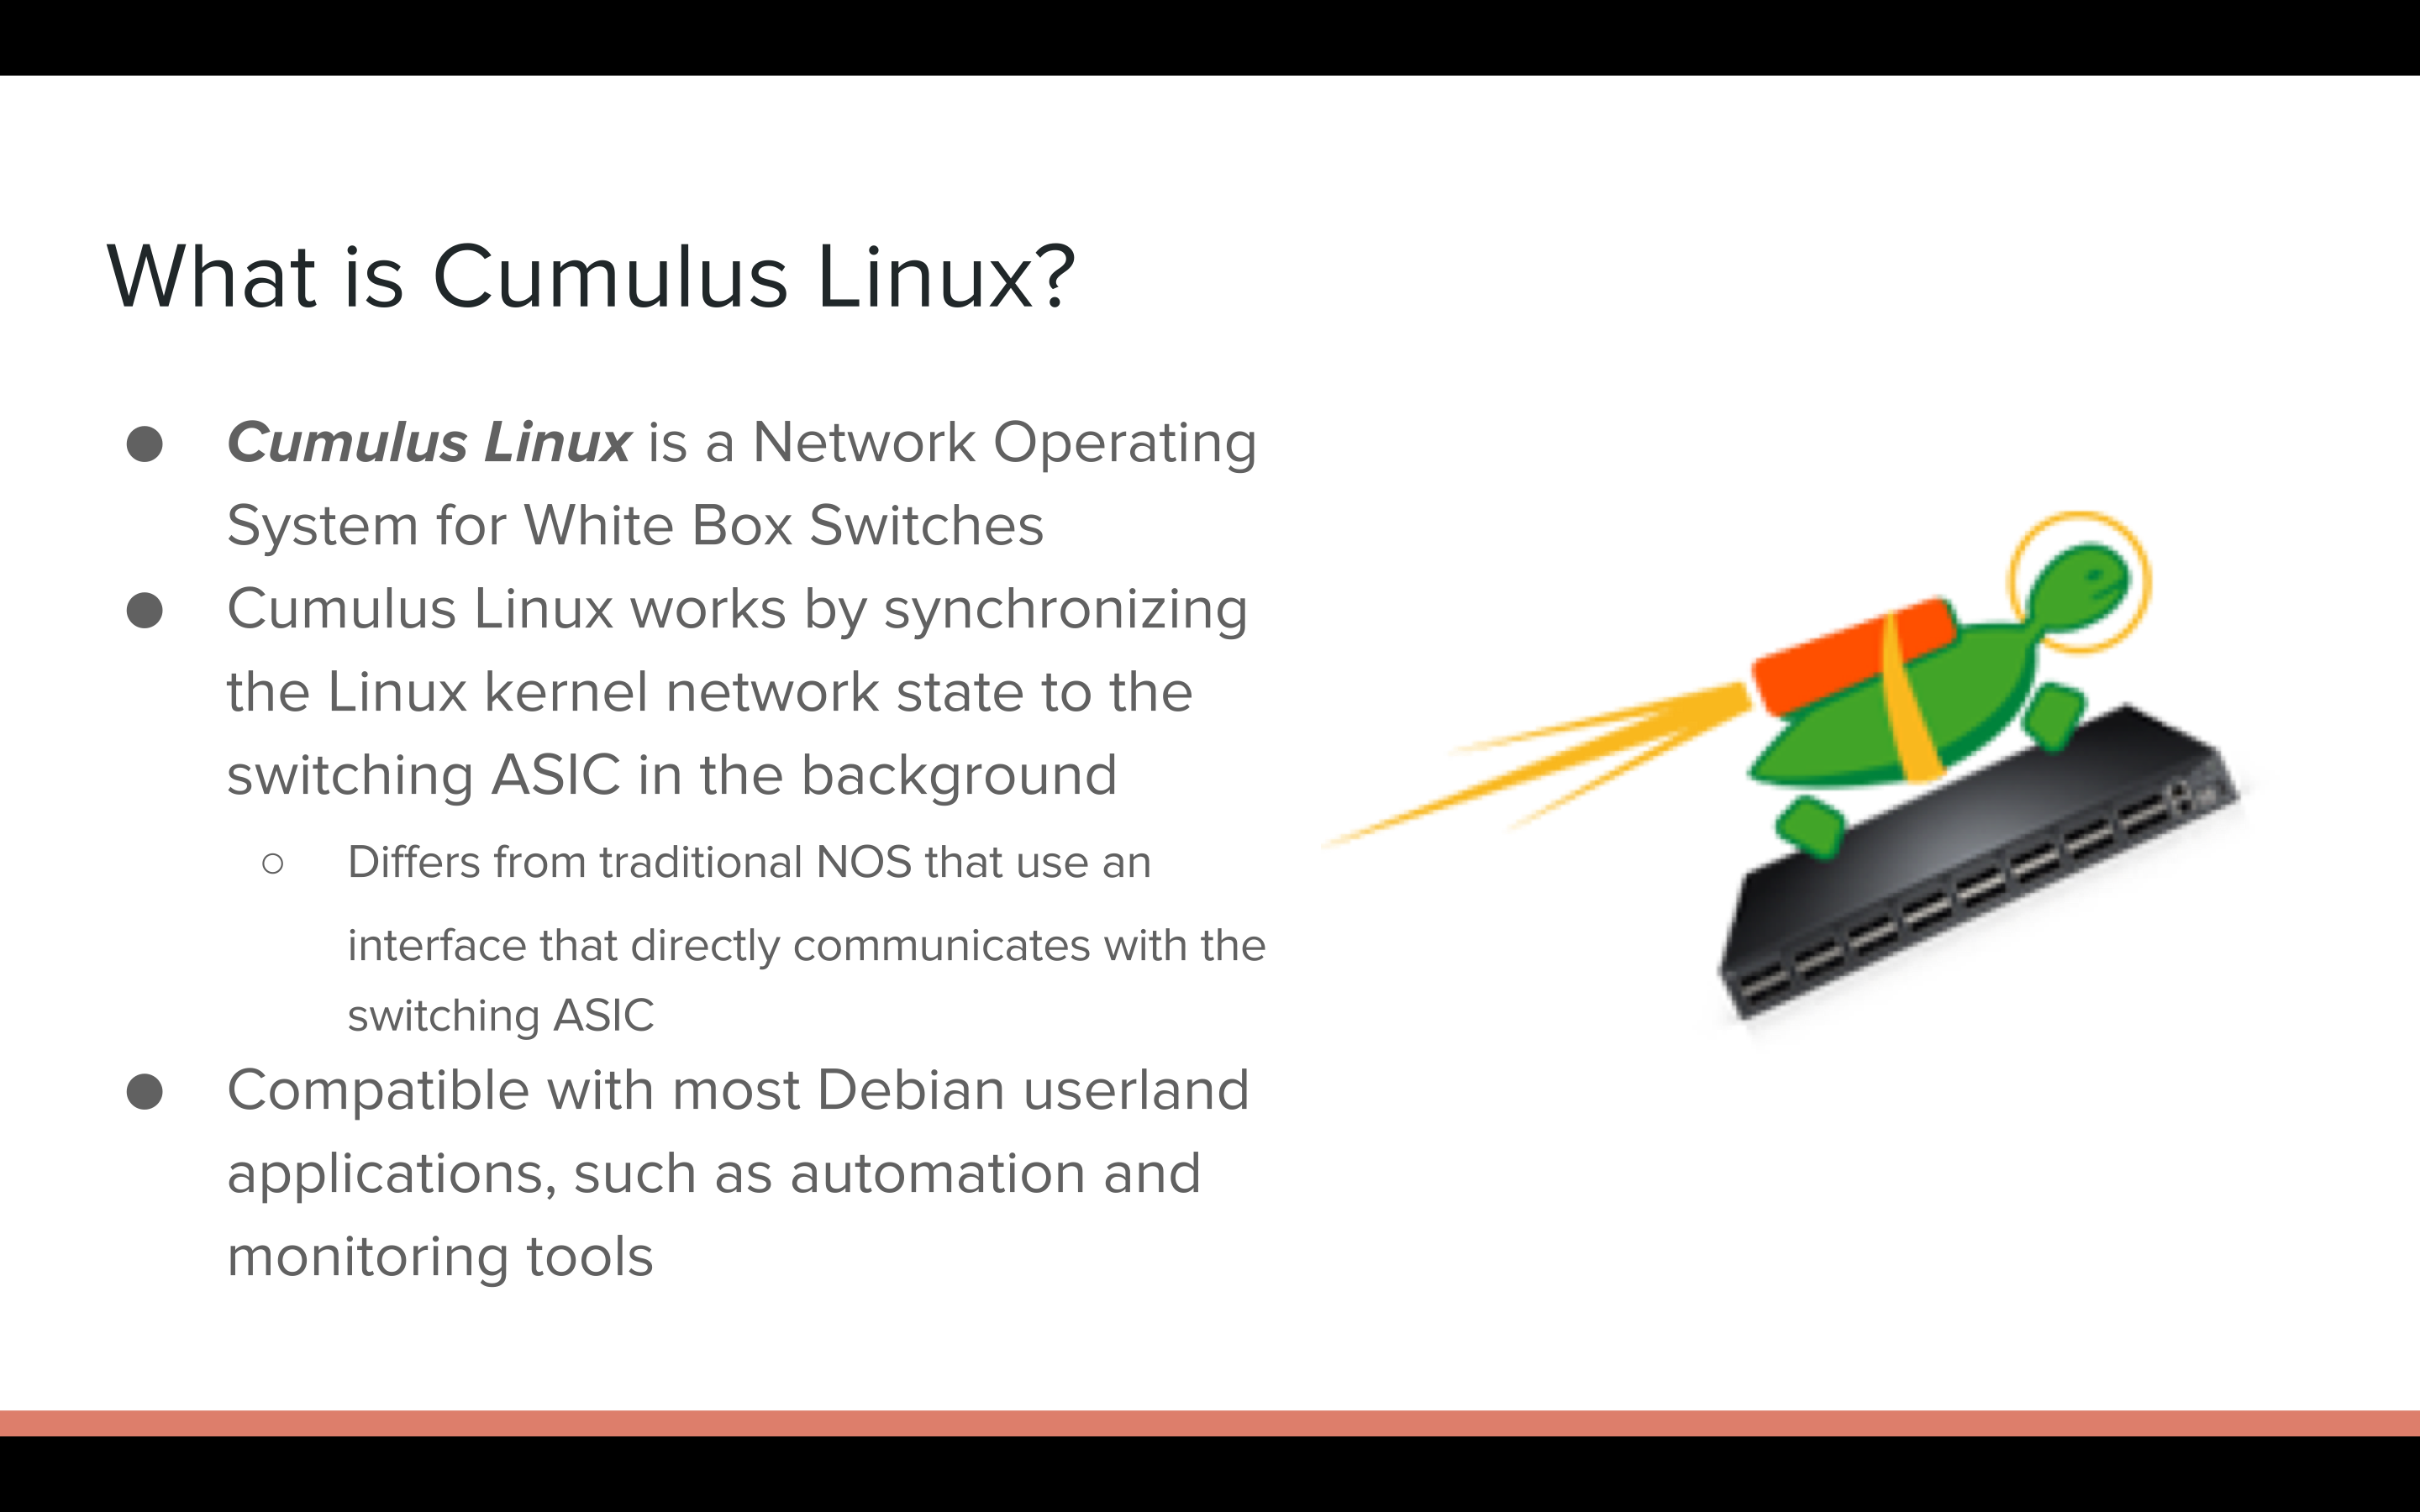 What is Cumulus Linux?
● Cumulus Linux is a Network Operating
System for White Box Switches
● Cumulus Linux works by synchronizing
the Linux kernel network state to the
switching ASIC in the background
○ Differs from traditional NOS that use an
interface that directly communicates with the
switching ASIC
● Compatible with most Debian userland
applications, such as automation and
monitoring tools